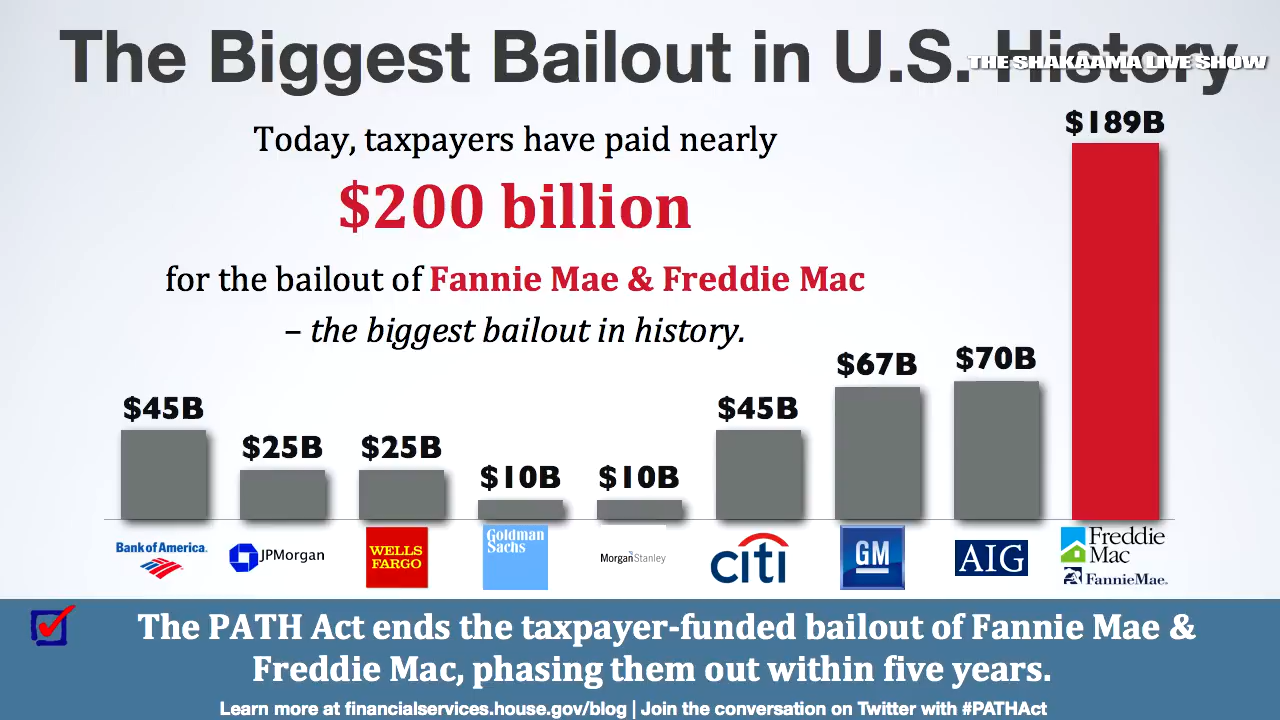 The Biggest Bailout in U.S. History
THE SHAKAAMA LIVE SHOW
$189B
Today, taxpayers have paid nearly
$200 billion
for the bailout of Fannie Mae & Freddie Mac
– the biggest bailout in history.
$45B
$25B
$25B
$10B
$10B
$45B
$67B
$70B
Bank of America.
JPMorgan
WELLS
FARGO
Goldman
Sachs
Morgan Stanley
citi
GM
AIG
Freddie
Mac
FannieMae.
The PATH Act ends the taxpayer-funded bailout of Fannie Mae &
Freddie Mac, phasing them out within five years.
Learn more at financialservices.house.gov/blog | Join the conversation on Twitter with #PATHAct